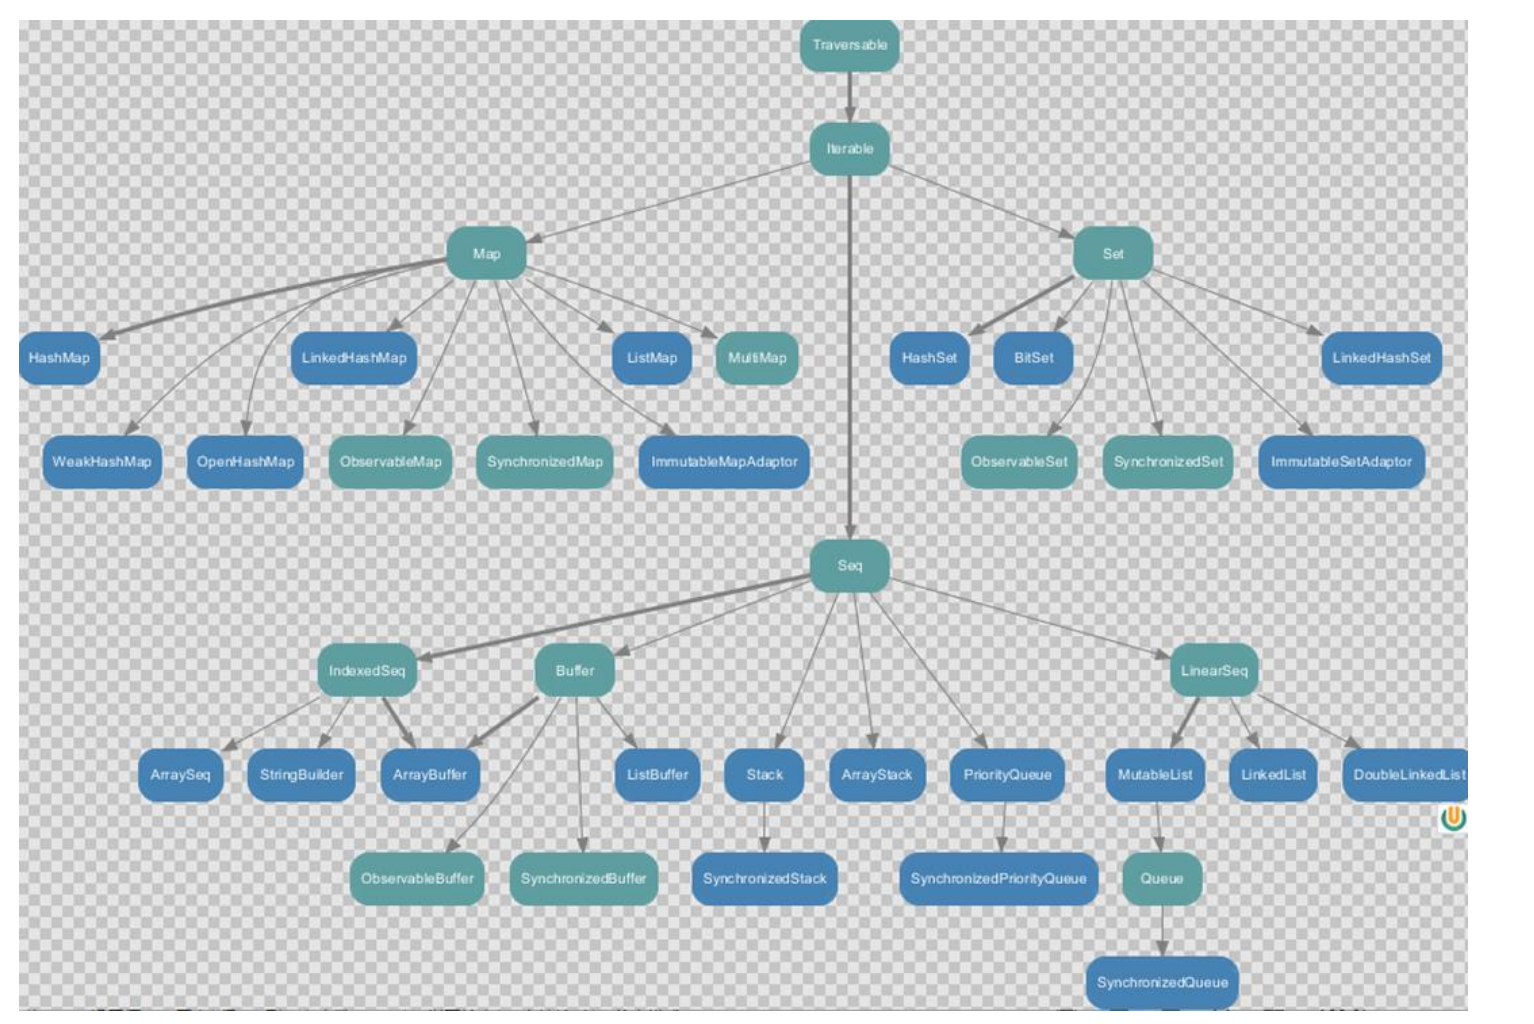 Traversable
Iterable
Map
Set
HashMap
LinkedHashMap
ListMap
MultiMap
HashSet
BitSet
LinkedHashSet
WeakHashMap
OpenHashMap
ObservableMap
SynchronizedMap
ImmutableMapAdaptor
ObservableSet
SynchronizedSet
ImmutableSetAdaptor
Seq
IndexedSeq
Buffer
LinearSeq
ArraySeq
StringBuilder
ArrayBuffer
ListBuffer
Stack
ArrayStack
PriorityQueue
MutableList
LinkedList
DoubleLinkedList
ObservableBuffer
SynchronizedBuffer
SynchronizedStack
SynchronizedPriorityQueue
Queue
SynchronizedQueue